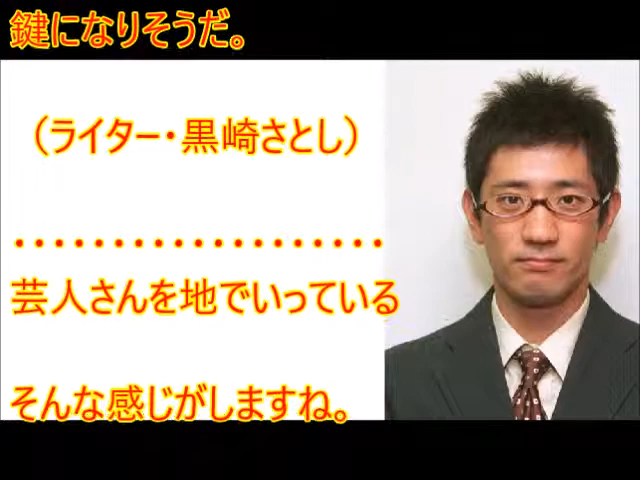 鍵になりそうだ。
（ライター・黒崎さとし）
・・・・・・・・・・・・・・・・・・・
芸人さんを地でいっている
そんな感じがしますね。